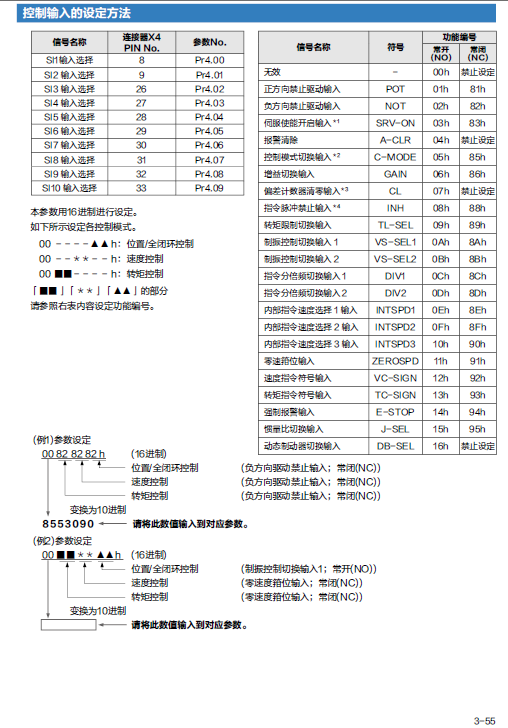 控制输入的设定方法
信号名称 连接器X4 PIN No. 参数No.
SI1输入选择 8 Pr4.00
SI2 输入选择 9 Pr4.01
SI3 输入选择 26 Pr4.02
SI4 输入选择 27 Pr4.03
SI5 输入选择 28 Pr4.04
SI6 输入选择 29 Pr4.05
SI7 输入选择 30 Pr4.06
SI8 输入选择 31 Pr4.07
SI9 输入选择 32 Pr4.08
SI10 输入选择 33 Pr4.09
本参数用16进制进行设定。
如下所示设定各控制模式。
00 ----▲▲h：位置/全闭环控制
00 --**--h：速度控制
00 ■■----h：转矩控制
「■■」「**」「▲▲」的部分
请参照右表内容设定功能编号。
信号名称 符号 功能编号
常开 (NO) 常闭 (NC)
无效 - 00h 禁止设定
正方向禁止驱动输入 POT 01h 81h
负方向禁止驱动输入 NOT 02h 82h
伺服使能开启输入*1 SRV-ON 03h 83h
报警清除 A-CLR 04h 禁止设定
控制模式切换输入*2 C-MODE 05h 85h
增益切换输入 GAIN 06h 86h
偏差计数器清零输入*3 CL 07h 禁止设定
指令脉冲禁止输入*4 INH 08h 88h
转矩限制切换输入 TL-SEL 09h 89h
制振控制切换输入1 VS-SEL1 0Ah 8Ah
制振控制切换输入2 VS-SEL2 0Bh 8Bh
指令分倍频切换输入1 DIV1 0Ch 8Ch
指令分倍频切换输入2 DIV2 0Dh 8Dh
内部指令速度选择1输入 INTSPD1 0Eh 8Eh
内部指令速度选择2输入 INTSPD2 0Fh 8Fh
内部指令速度选择3输入 INTSPD3 10h 90h
零速箝位输入 ZEROSPD 11h 91h
速度指令符号输入 VC-SIGN 12h 92h
转矩指令符号输入 TC-SIGN 13h 93h
强制报警输入 E-STOP 14h 94h
惯量比切换输入 J-SEL 15h 95h
动态制动器切换输入 DB-SEL 16h 禁止设定
(例1)参数设定
00 82 82 82 h (16进制)
位置/全闭环控制 (负方向驱动禁止输入；常闭(NC))
速度控制 (负方向驱动禁止输入；常闭(NC))
转矩控制 (负方向驱动禁止输入；常闭(NC))
变换为10进制
8553090 请将此数值输入到对应参数。
(例2)参数设定
00 ■■**▲▲h (16进制)
位置/全闭环控制 (制振控制切换输入1；常开(NO))
速度控制 (零速度箝位输入；常闭(NC))
转矩控制 (零速度箝位输入；常闭(NC))
变换为10进制
请将此数值输入到对应参数。
3-55